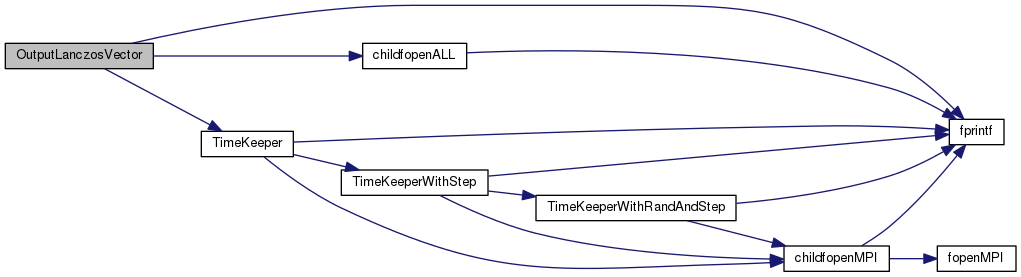 OutputLanczosVector
childfopenALL
fprintf
TimeKeeper
TimeKeeperWithStep
TimeKeeperWithRandAndStep
childfopenMPI
fopenMPI